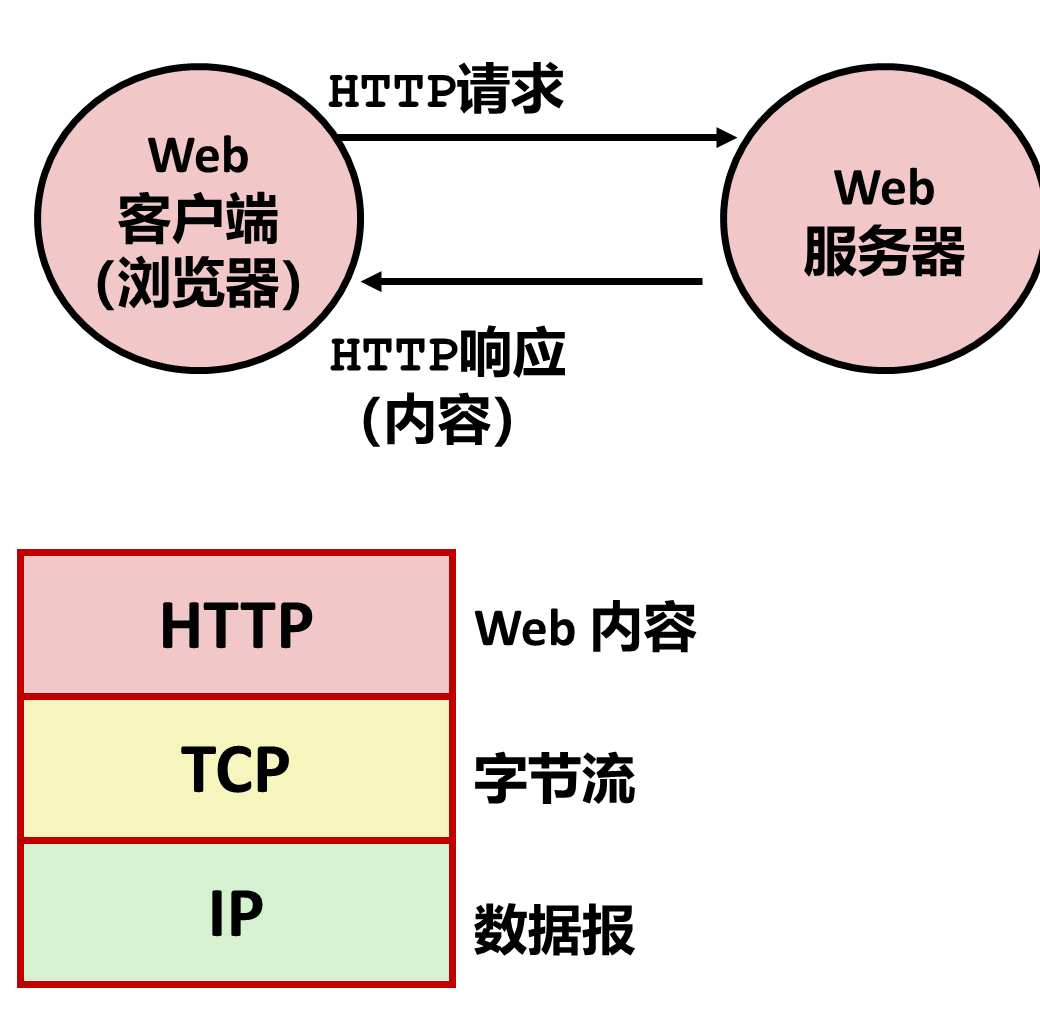 HTTP请求
Web
客户端
(浏览器)
Web
服务器
HTTP响应
(内容)
HTTP
Web 内容
TCP
字节流
IP
数据报